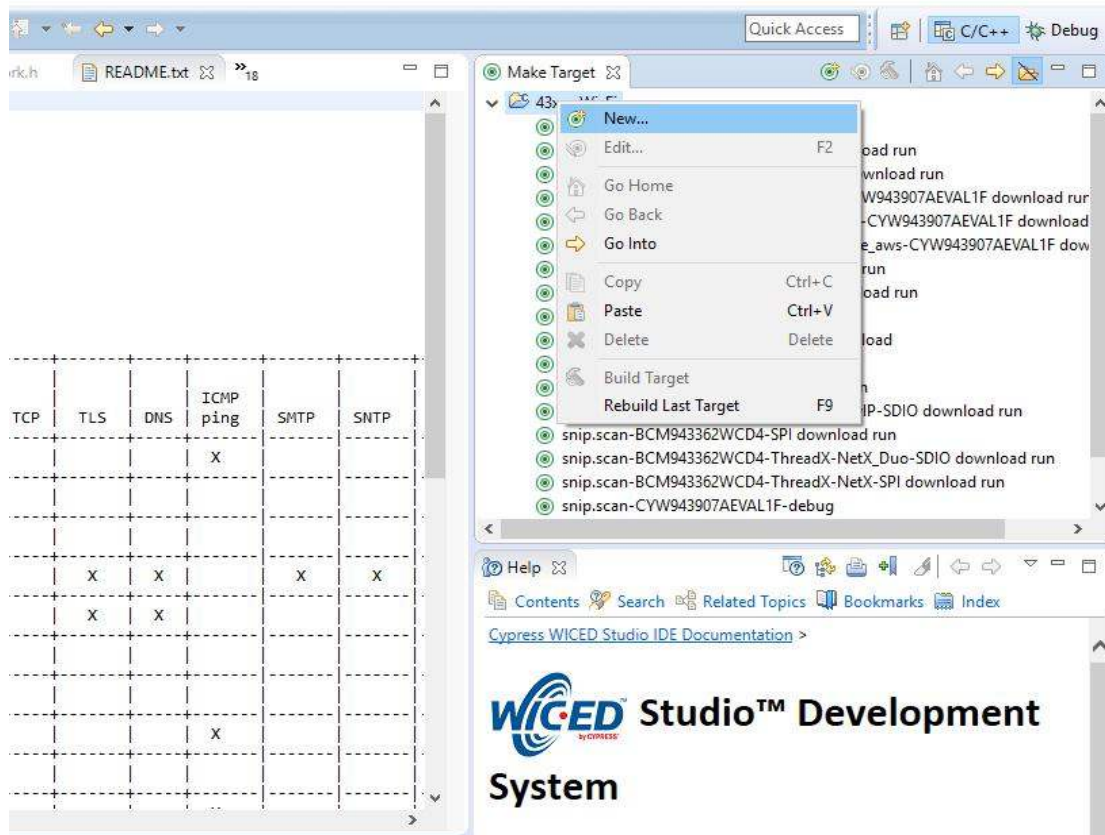 Quick Access
C/C++
Debug
README.txt
18
Make Target
New...
Edit... F2
Go Home
Go Back
Go Into
Copy Ctrl+C
Paste Ctrl+V
Delete Delete
Build Target
Rebuild Last Target F9
oad run
wnload run
W943907AEVAL1F download run
-CYW943907AEVAL1F download
e_aws-CYW943907AEVAL1F dow
run
oad run
load
IP-SDIO download run
snip.scan-BCM943362WCD4-SPI download run
snip.scan-BCM943362WCD4-ThreadX-NetX_Duo-SDIO download run
snip.scan-BCM943362WCD4-ThreadX-NetX-SPI download run
snip.scan-CYW943907AEVAL1F-debug
ICMP
TCP TLS DNS ping SMTP SNTP
X
X X X X
X X
X
Help
Contents Search Related Topics Bookmarks Index
Cypress WICED Studio IDE Documentation >
WICED™ Studio™ Development
by CYPRESS
System